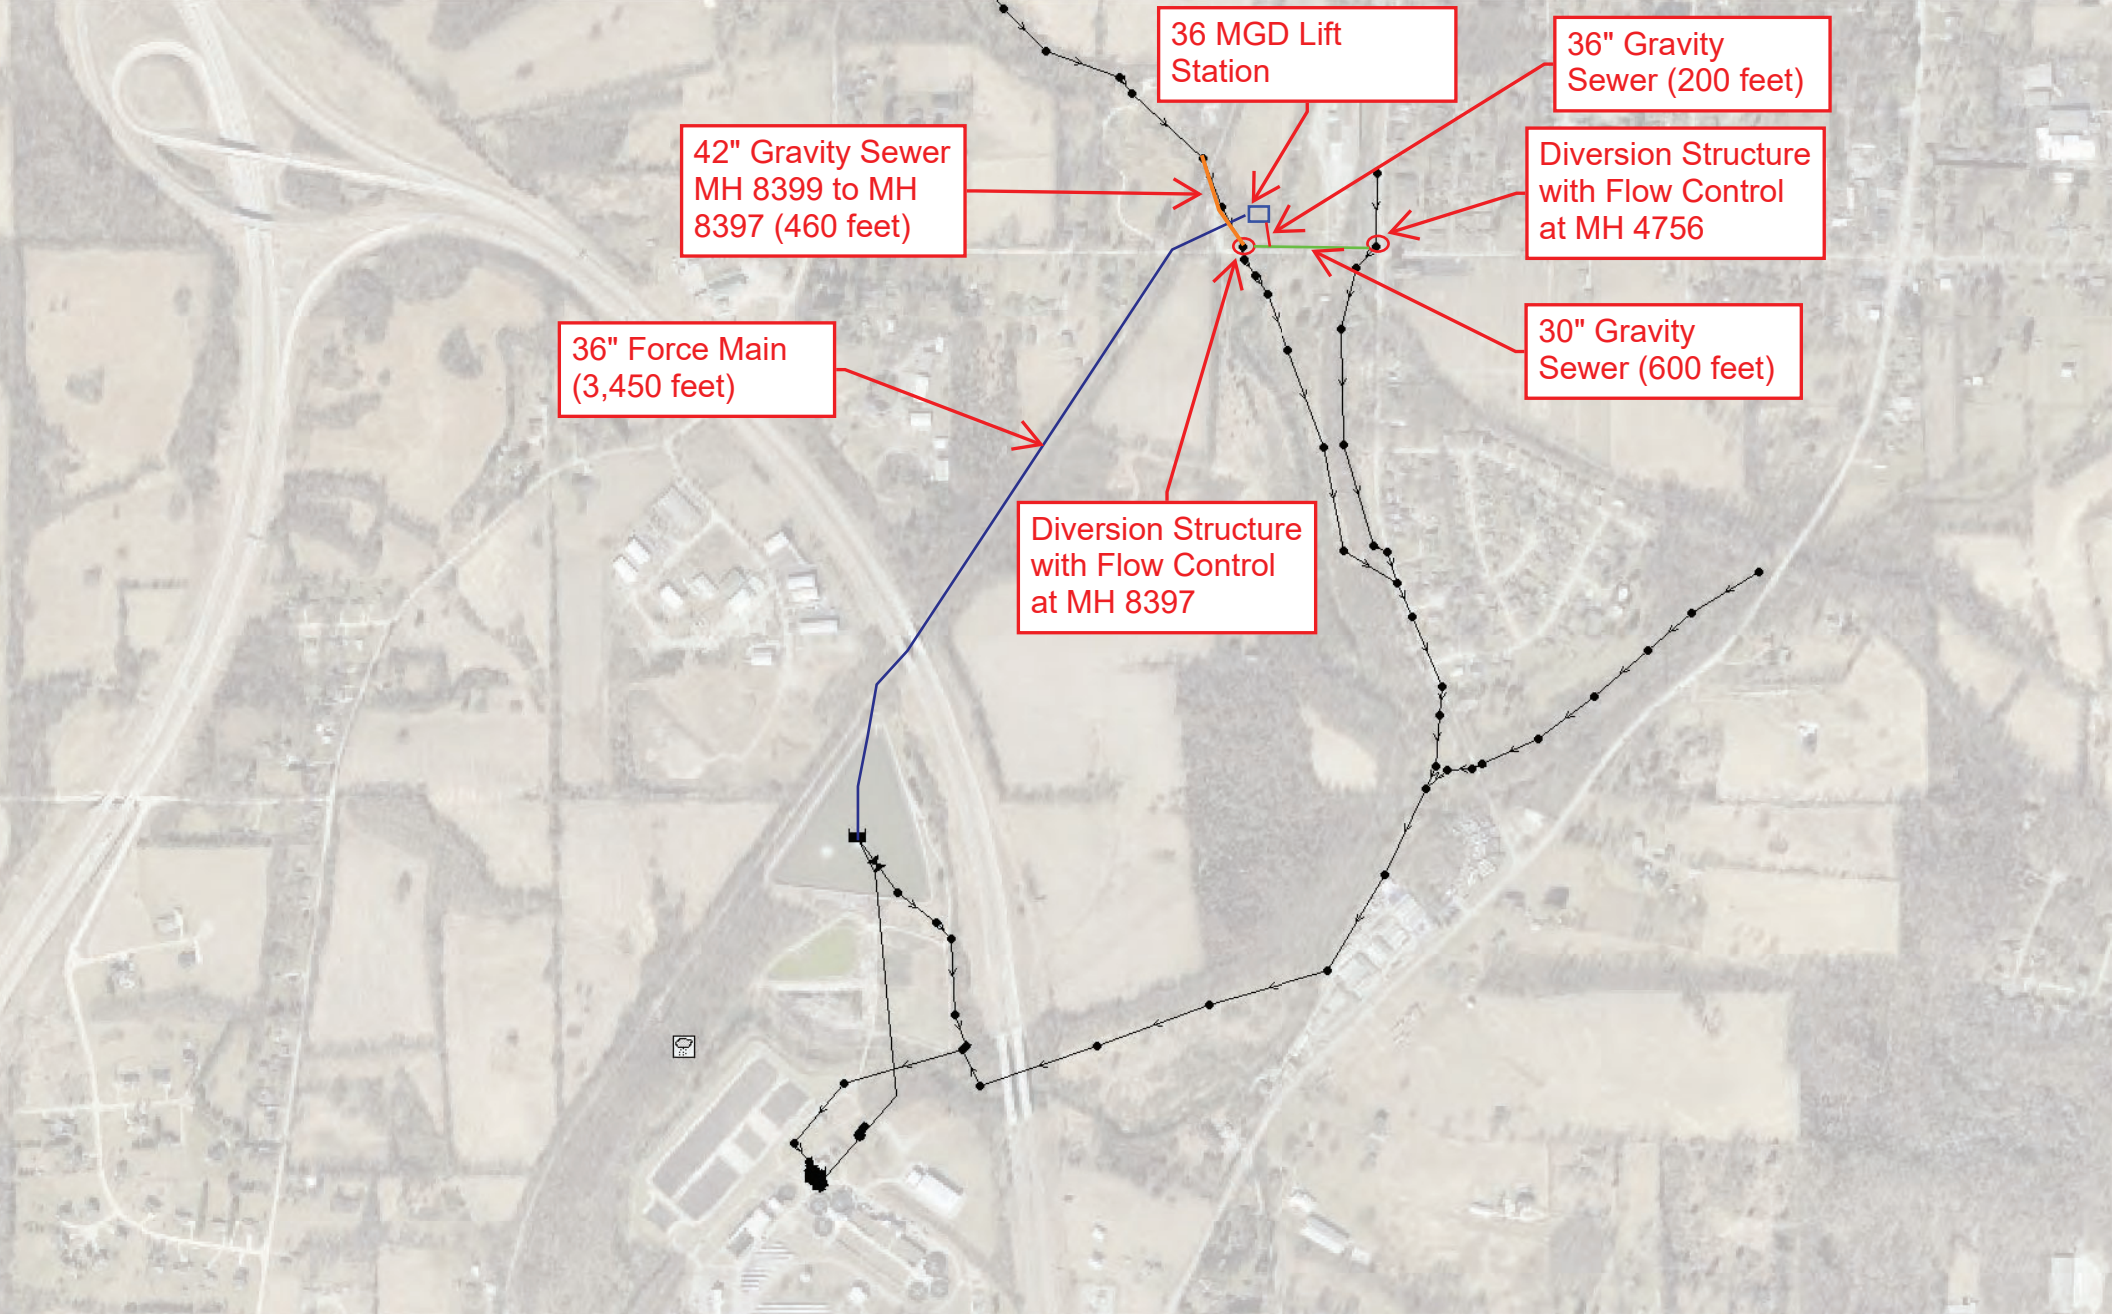 36 MGD Lift
Station
36" Gravity
Sewer (200 feet)
42" Gravity Sewer
MH 8399 to MH
8397 (460 feet)
Diversion Structure
with Flow Control
at MH 4756
36" Force Main
(3,450 feet)
30" Gravity
Sewer (600 feet)
Diversion Structure
with Flow Control
at MH 8397